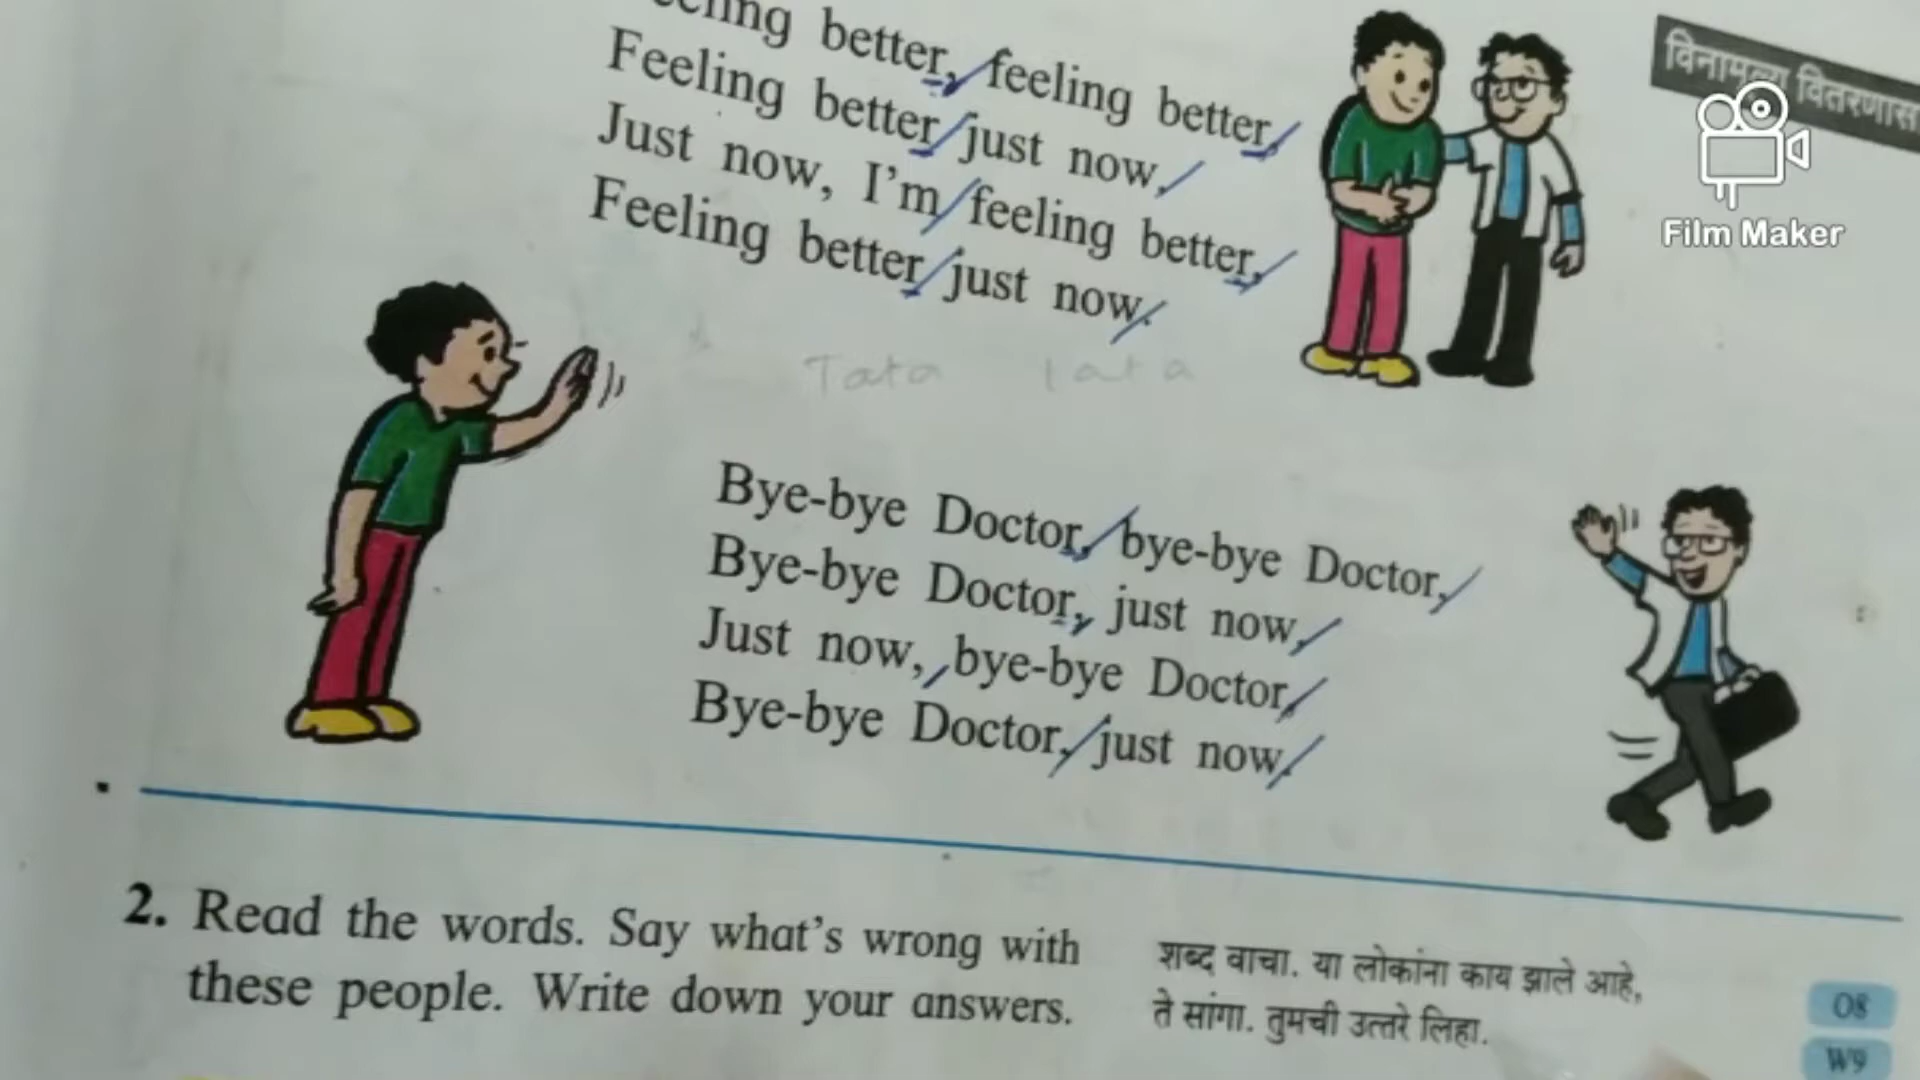 better, feeling better,
Feeling better just now,
Just now, I'm feeling better,
Feeling better just now.
विनामूल्य वितरणास
Film Maker
Tata Tata
Bye-bye Doctor, bye-bye Doctor,
Bye-bye Doctor, just now,
Just now, bye-bye Doctor,
Bye-bye Doctor, just now.
2. Read the words. Say what's wrong with
these people. Write down your answers.
शब्द वाचा. या लोकांना काय झाले आहे,
ते सांगा. तुमची उत्तरे लिहा.
O8
W9